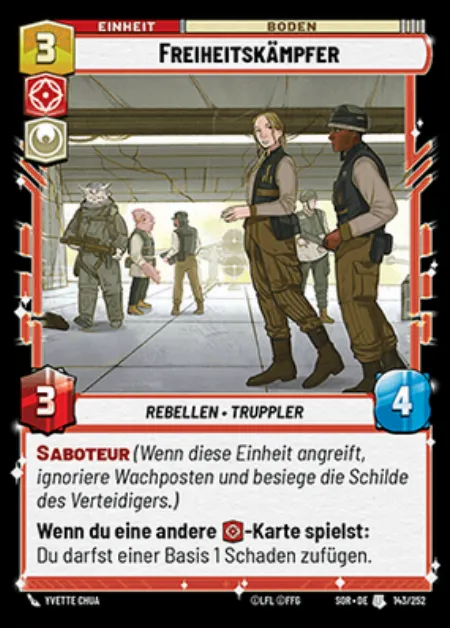 EINHEIT
BODEN
3
FREIHEITSKÄMPFER
3
REBELLEN • TRUPPLER
4
SABOTEUR (Wenn diese Einheit angreift,
ignoriere Wachposten und besiege die Schilde
des Verteidigers.)
Wenn du eine andere -Karte spielst:
Du darfst einer Basis 1 Schaden zufügen.
YVETTE CHUA
©LFL ©FFG
SOR • DE
143/252